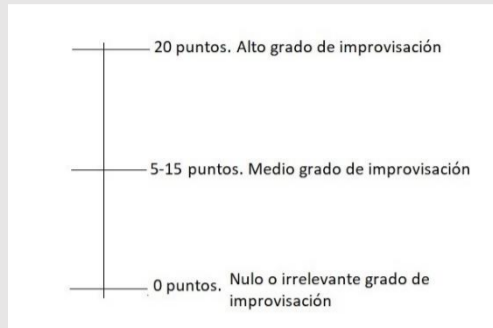 20 puntos. Alto grado de improvisación
5-15 puntos. Medio grado de improvisación
0 puntos. Nulo o irrelevante grado de
improvisación